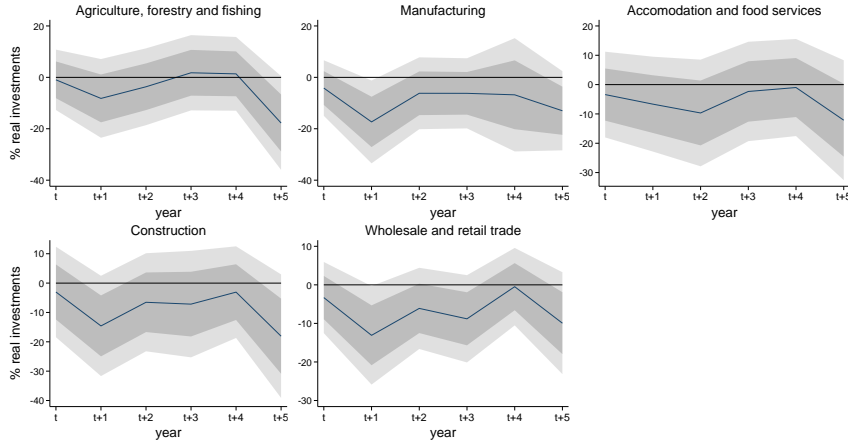 Agriculture, forestry and fishing
20
0
-20
-40
% real investments
t t+1 t+2 t+3 t+4 t+5
year
Manufacturing
20
0
-20
-40
t t+1 t+2 t+3 t+4 t+5
year
Accomodation and food services
20
10
0
-10
-20
-30
t t+1 t+2 t+3 t+4 t+5
year
Construction
10
0
-10
-20
-30
-40
% real investments
t t+1 t+2 t+3 t+4 t+5
year
Wholesale and retail trade
10
0
-10
-20
-30
t t+1 t+2 t+3 t+4 t+5
year